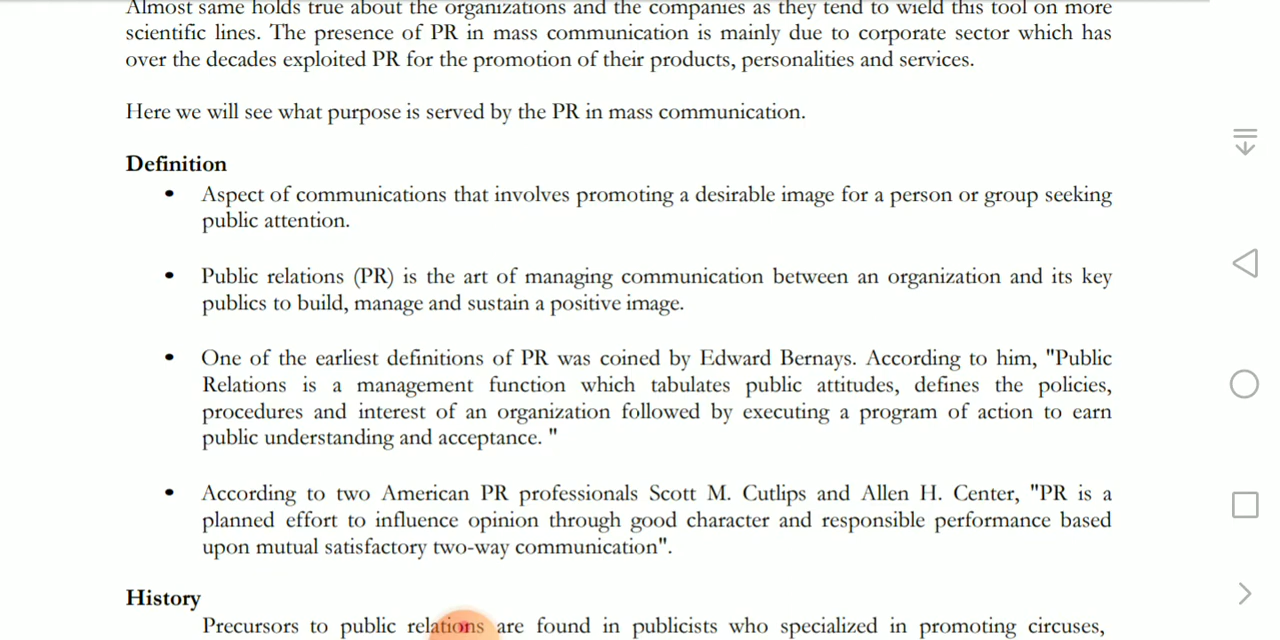 Almost same holds true about the organizations and the companies as they tend to wield this tool on more
scientific lines. The presence of PR in mass communication is mainly due to corporate sector which has
over the decades exploited PR for the promotion of their products, personalities and services.
Here we will see what purpose is served by the PR in mass communication.
Definition
• Aspect of communications that involves promoting a desirable image for a person or group seeking
public attention.
• Public relations (PR) is the art of managing communication between an organization and its key
publics to build, manage and sustain a positive image.
• One of the earliest definitions of PR was coined by Edward Bernays. According to him, "Public
Relations is a management function which tabulates public attitudes, defines the policies,
procedures and interest of an organization followed by executing a program of action to earn
public understanding and acceptance. "
• According to two American PR professionals Scott M. Cutlips and Allen H. Center, "PR is a
planned effort to influence opinion through good character and responsible performance based
upon mutual satisfactory two-way communication".
History
Precursors to public relations are found in publicists who specialized in promoting circuses,